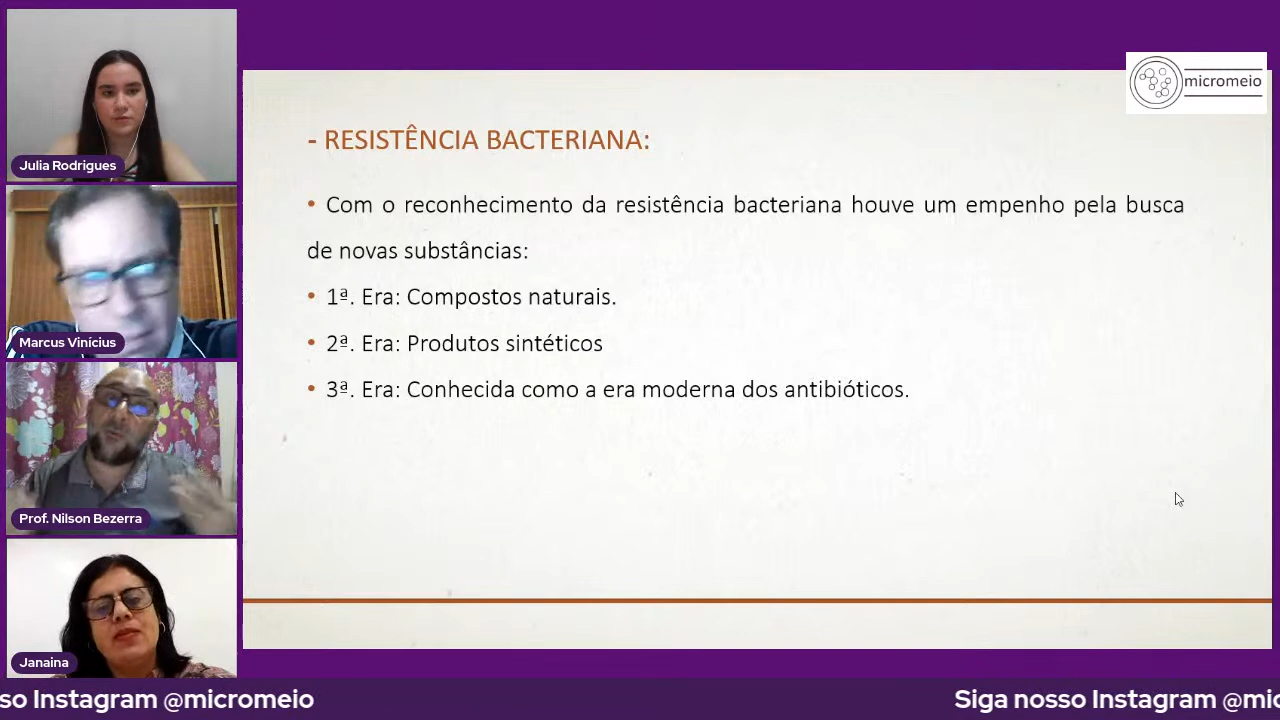 Julia Rodrigues
Marcus Vinícius
Prof. Nilson Bezerra
Janaina
micromeio
- RESISTÊNCIA BACTERIANA:
• Com o reconhecimento da resistência bacteriana houve um empenho pela busca
de novas substâncias:
• 1ª. Era: Compostos naturais.
• 2ª. Era: Produtos sintéticos
• 3ª. Era: Conhecida como a era moderna dos antibióticos.
so Instagram @micromeio
Siga nosso Instagram @mic